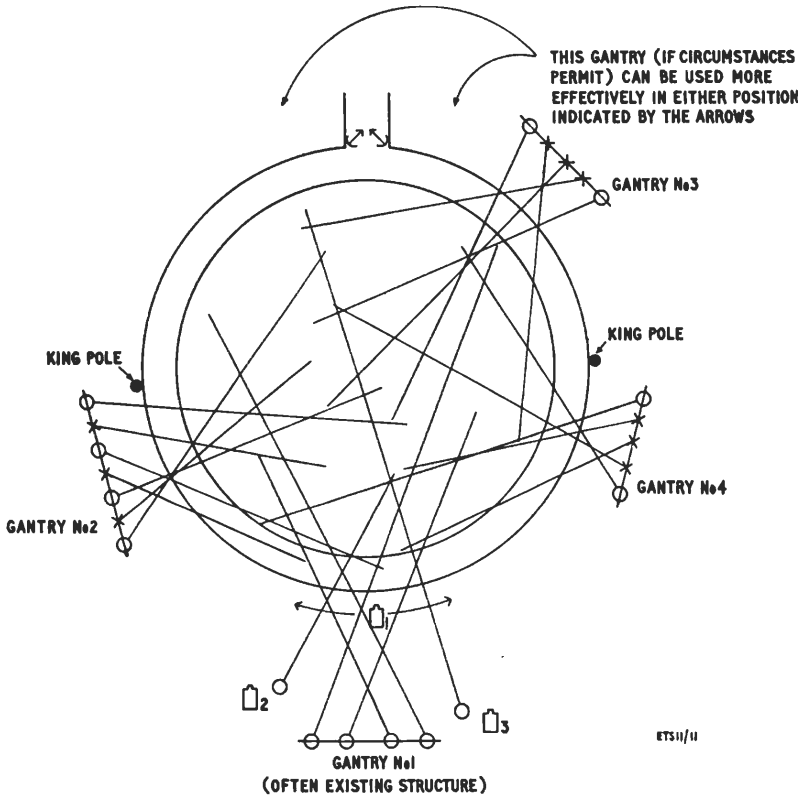 THIS GANTRY (IF CIRCUMSTANCES
PERMIT) CAN BE USED MORE
EFFECTIVELY IN EITHER POSITION
INDICATED BY THE ARROWS
GANTRY No3
KING POLE
KING POLE
GANTRY No4
GANTRY No2
1
2
3
ETS11/11
GANTRY No1
(OFTEN EXISTING STRUCTURE)